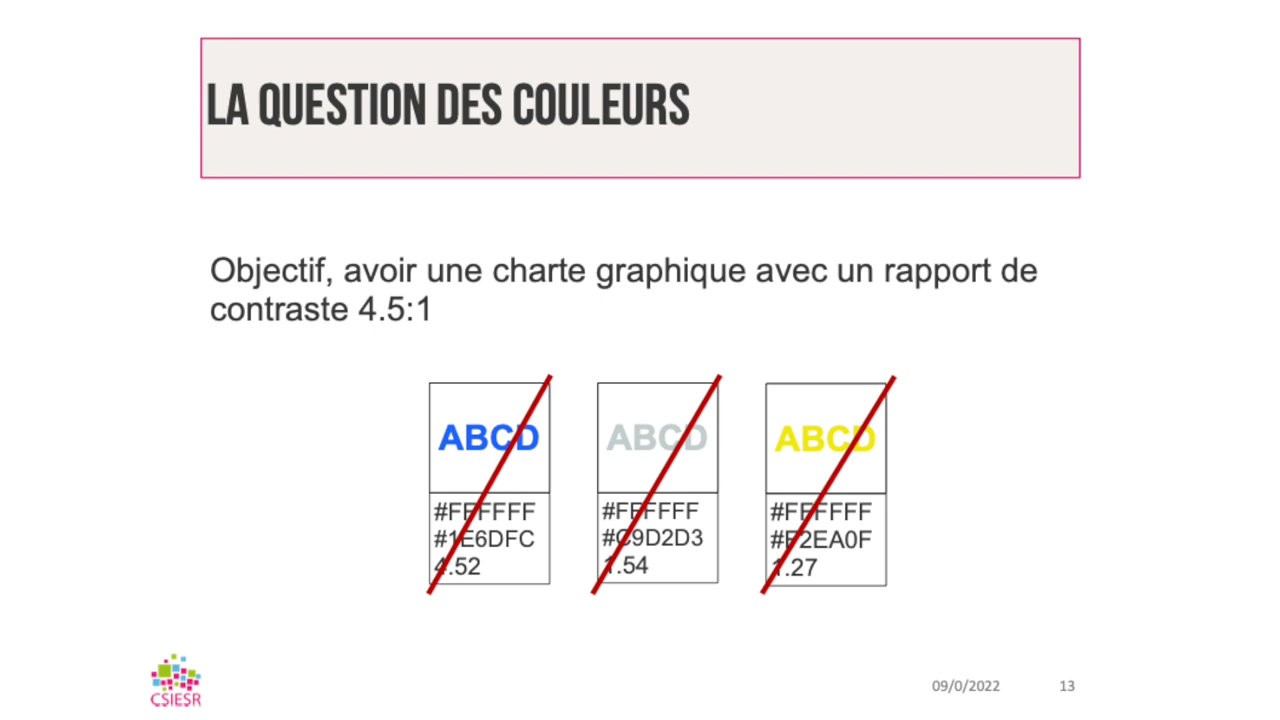 LA QUESTION DES COULEURS
Objectif, avoir une charte graphique avec un rapport de
contraste 4.5:1
ABCD
#FFFFFF
#1E6DFC
4.52
ABCD
#FFFFFF
#C9D2D3
1.54
ABCD
#FFFFFF
#F2EA0F
1.27
CSIESR
09/0/2022
13